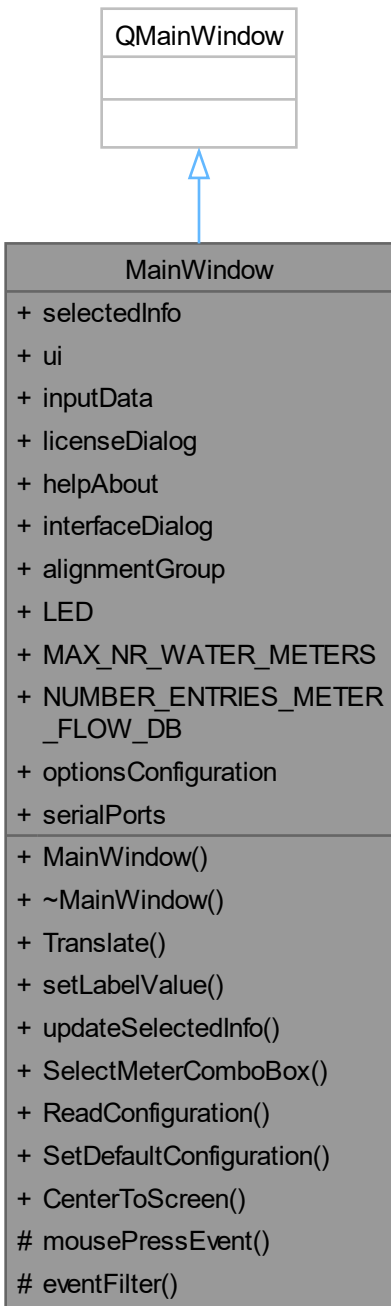 QMainWindow
MainWindow
+ selectedInfo
+ ui
+ inputData
+ licenseDialog
+ helpAbout
+ interfaceDialog
+ alignmentGroup
+ LED
+ MAX_NR_WATER_METERS
+ NUMBER_ENTRIES_METER
_FLOW_DB
+ optionsConfiguration
+ serialPorts
+ MainWindow()
+ ~MainWindow()
+ Translate()
+ setLabelValue()
+ updateSelectedInfo()
+ SelectMeterComboBox()
+ ReadConfiguration()
+ SetDefaultConfiguration()
+ CenterToScreen()
# mousePressEvent()
# eventFilter()